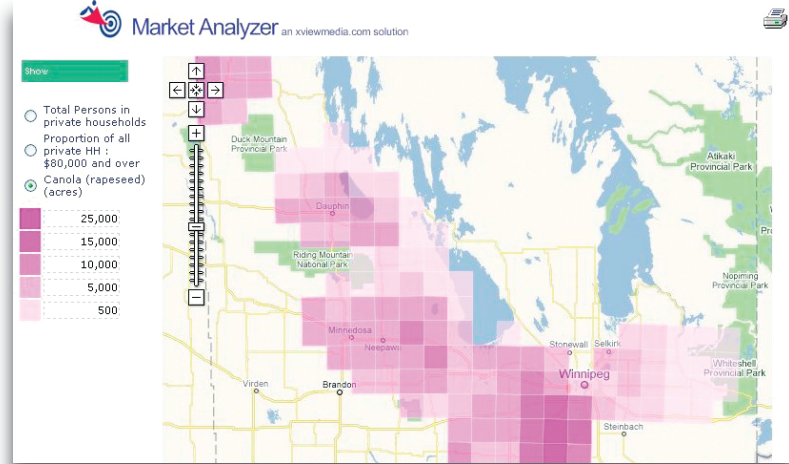 Market Analyzer an xviewmedia.com solution
Show
Total Persons in
private households
Proportion of all
private HH :
$80,000 and over
Canola (rapeseed)
(acres)
25,000
15,000
10,000
5,000
500
Duck Mountain
Provincial Park
Atikaki
Provincial Park
Dauphin
Riding Mountain
National Park
Nopiming
Provincial Park
Minnedosa
Neepawa
Stonewall
Selkirk
Winnipeg
Whiteshell
Provincial Park
Virden
Brandon
Steinbach